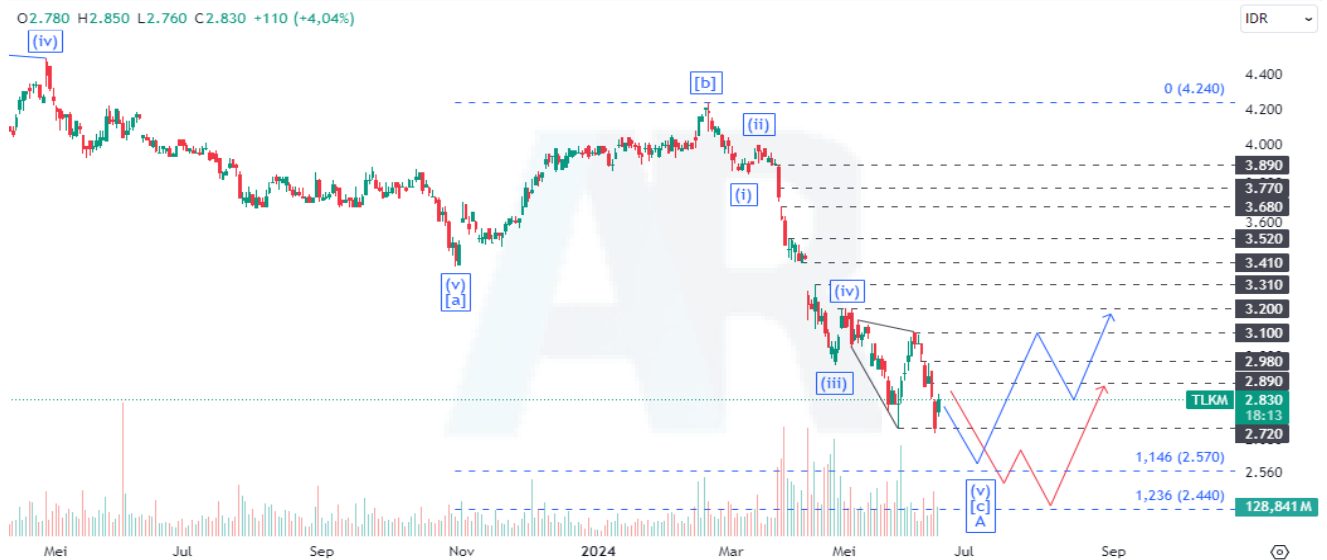 O2.780 H2.850 L2.760 C2.830 +110 (+4,04%)
IDR
(iv)
4.400
[b]
0 (4.240)
4.200
(ii)
4.000
3.890
(i)
3.770
3.680
3.600
3.520
(v)
[a]
3.410
3.310
(iv)
3.200
3.100
2.980
(iii)
2.890
TLKM 2.830
18:13
2.720
1,146 (2.570)
2.560
(v)
[c]
A
1,236 (2.440)
128,841M
Mei Jul Sep Nov 2024 Mar Mei Jul Sep
AR